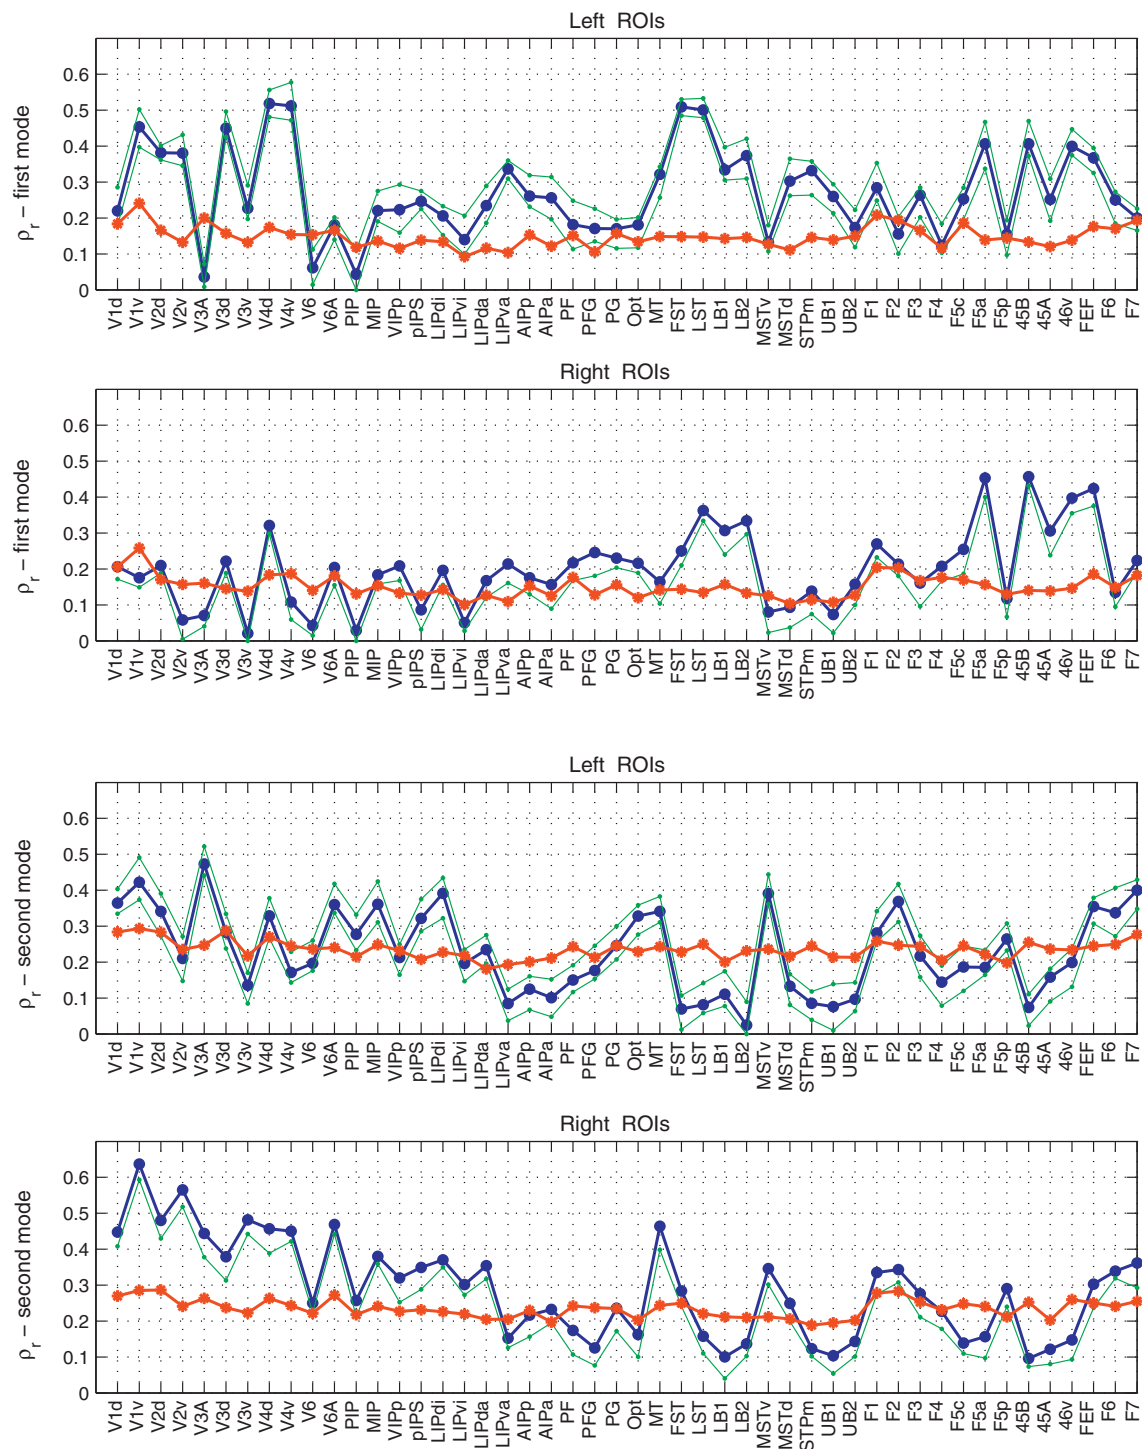 Left ROIs
0.6
0.5
0.4
0.3
0.2
0.1
0
ρr – first mode
V1d V1v V2d V2v V3A V3d V3v V4d V4v V6 V6A PIP MIP VIPp pIPS LIPdi LIPvi LIPda LIPva AIPp AIPa PF PFG PG Opt MT FST LST LB1 LB2 MSTv MSTd STPm UB1 UB2 F1 F2 F3 F4 F5c F5a F5p 45B 45A 46v FEF F6 F7
Right ROIs
0.6
0.5
0.4
0.3
0.2
0.1
0
ρr – first mode
V1d V1v V2d V2v V3A V3d V3v V4d V4v V6 V6A PIP MIP VIPp pIPS LIPdi LIPvi LIPda LIPva AIPp AIPa PF PFG PG Opt MT FST LST LB1 LB2 MSTv MSTd STPm UB1 UB2 F1 F2 F3 F4 F5c F5a F5p 45B 45A 46v FEF F6 F7
Left ROIs
0.6
0.5
0.4
0.3
0.2
0.1
0
ρr – second mode
V1d V1v V2d V2v V3A V3d V3v V4d V4v V6 V6A PIP MIP VIPp pIPS LIPdi LIPvi LIPda LIPva AIPp AIPa PF PFG PG Opt MT FST LST LB1 LB2 MSTv MSTd STPm UB1 UB2 F1 F2 F3 F4 F5c F5a F5p 45B 45A 46v FEF F6 F7
Right ROIs
0.6
0.5
0.4
0.3
0.2
0.1
0
ρr – second mode
V1d V1v V2d V2v V3A V3d V3v V4d V4v V6 V6A PIP MIP VIPp pIPS LIPdi LIPvi LIPda LIPva AIPp AIPa PF PFG PG Opt MT FST LST LB1 LB2 MSTv MSTd STPm UB1 UB2 F1 F2 F3 F4 F5c F5a F5p 45B 45A 46v FEF F6 F7